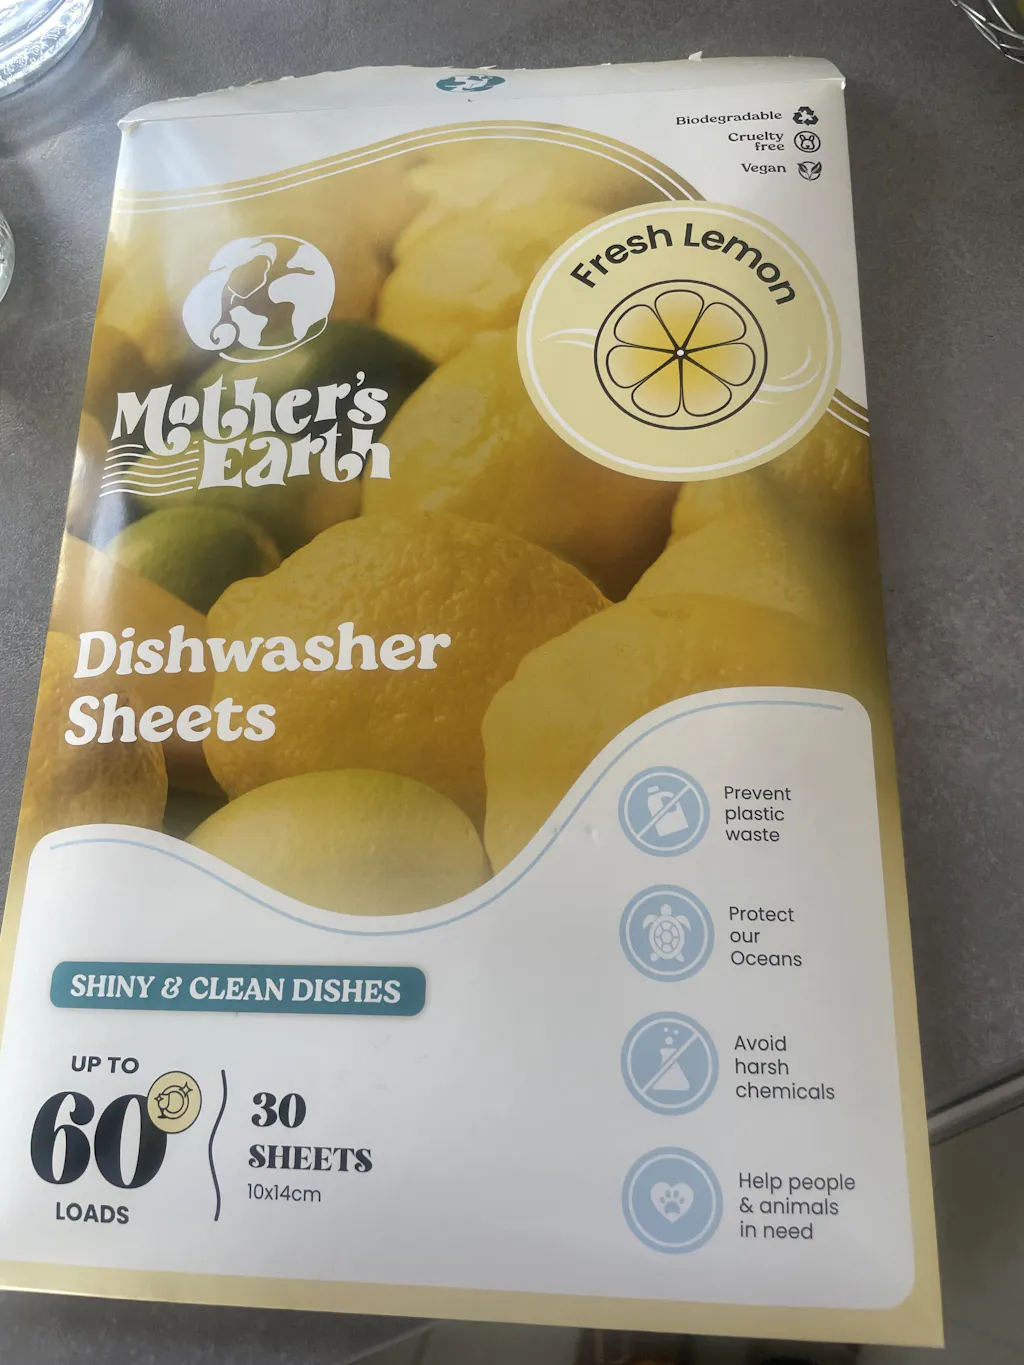 Biodegradable
Cruelty
free
Vegan
Fresh Lemon
Mother's
Earth
Dishwasher
Sheets
Prevent
plastic
waste
Protect
our
Oceans
SHINY & CLEAN DISHES
Avoid
harsh
chemicals
UP TO
60
LOADS
30
SHEETS
10x14cm
Help people
& animals
in need